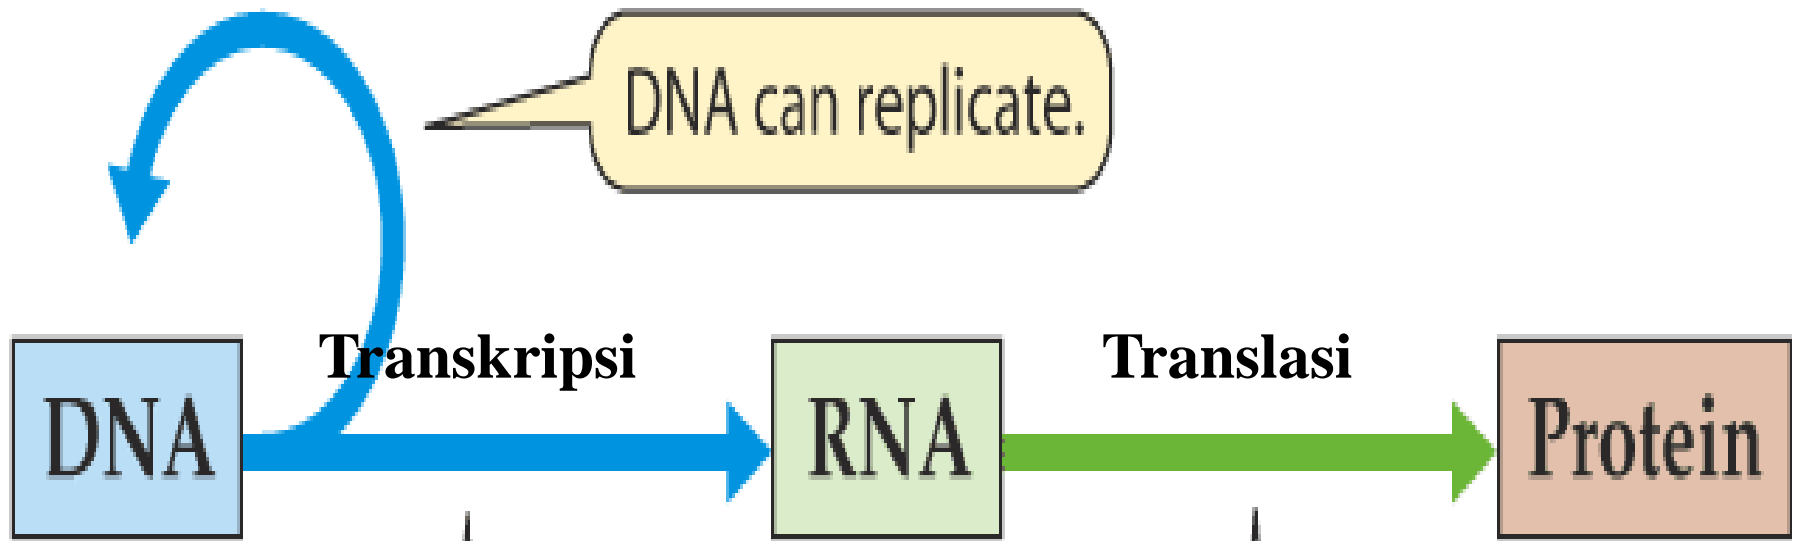 DNA can replicate.
Transkripsi
Translasi
DNA
RNA
Protein